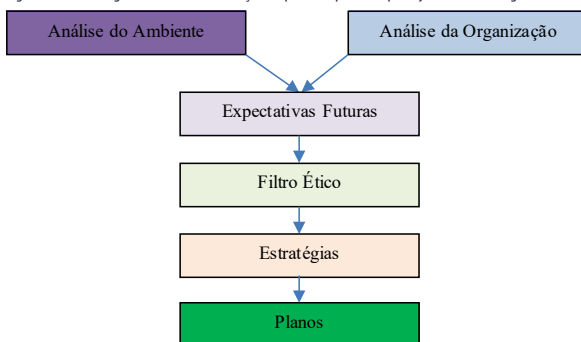 Análise do Ambiente
Análise da Organização
Expectativas Futuras
Filtro Ético
Estratégias
Planos